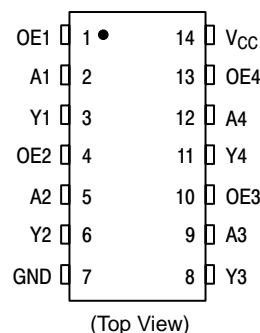 OE1 1 14 VCC
A1 2 13 OE4
Y1 3 12 A4
OE2 4 11 Y4
A2 5 10 OE3
Y2 6 9 A3
GND 7 8 Y3
(Top View)